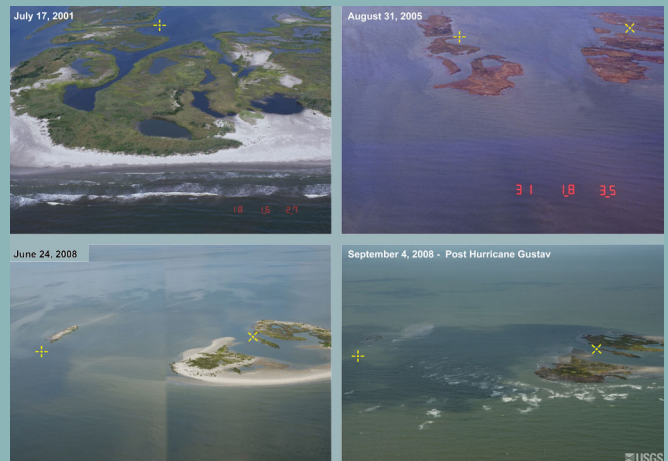 July 17, 2001
August 31, 2005
18 16 27
31 18 35
June 24, 2008
September 4, 2008 - Post Hurricane Gustav
USGS